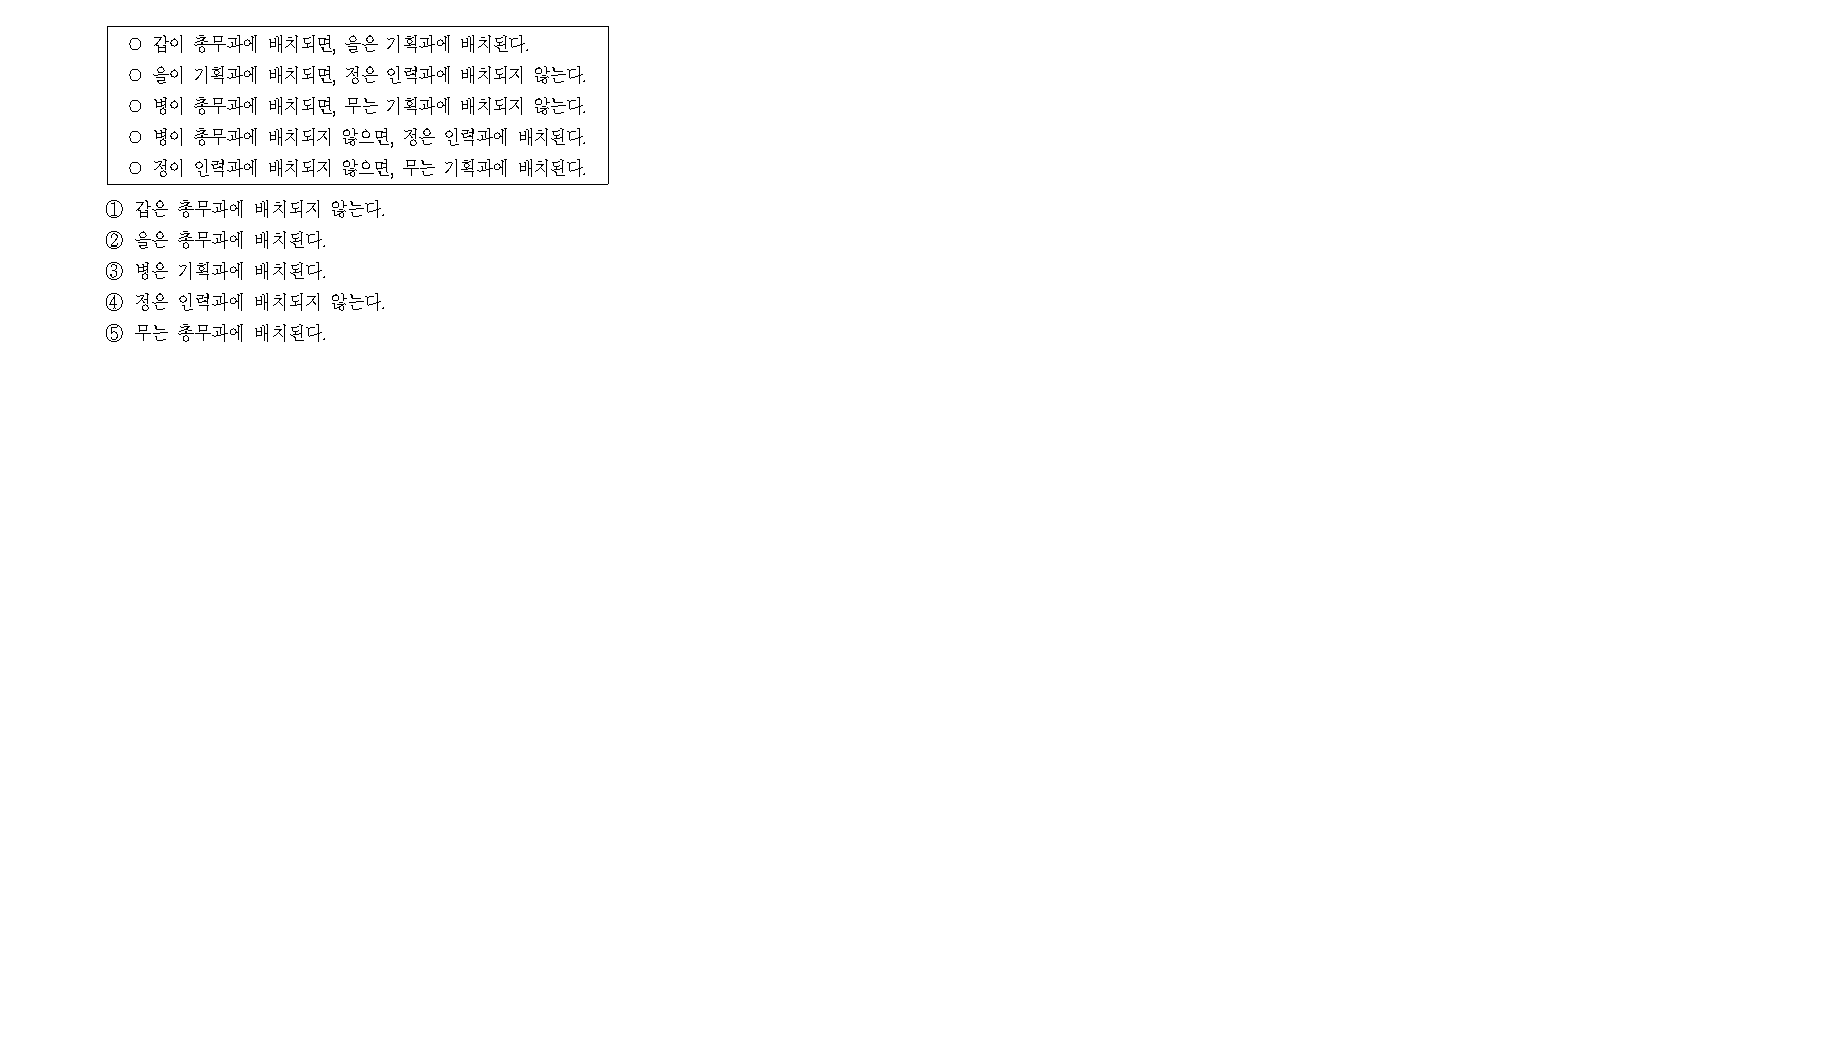 ○ 갑이 총무과에 배치되면, 을은 기획과에 배치된다.
○ 을이 기획과에 배치되면, 정은 인력과에 배치되지 않는다.
○ 병이 총무과에 배치되면, 무는 기획과에 배치되지 않는다.
○ 병이 총무과에 배치되지 않으면, 정은 인력과에 배치된다.
○ 정이 인력과에 배치되지 않으면, 무는 기획과에 배치된다.
① 갑은 총무과에 배치되지 않는다.
② 을은 총무과에 배치된다.
③ 병은 기획과에 배치된다.
④ 정은 인력과에 배치되지 않는다.
⑤ 무는 총무과에 배치된다.